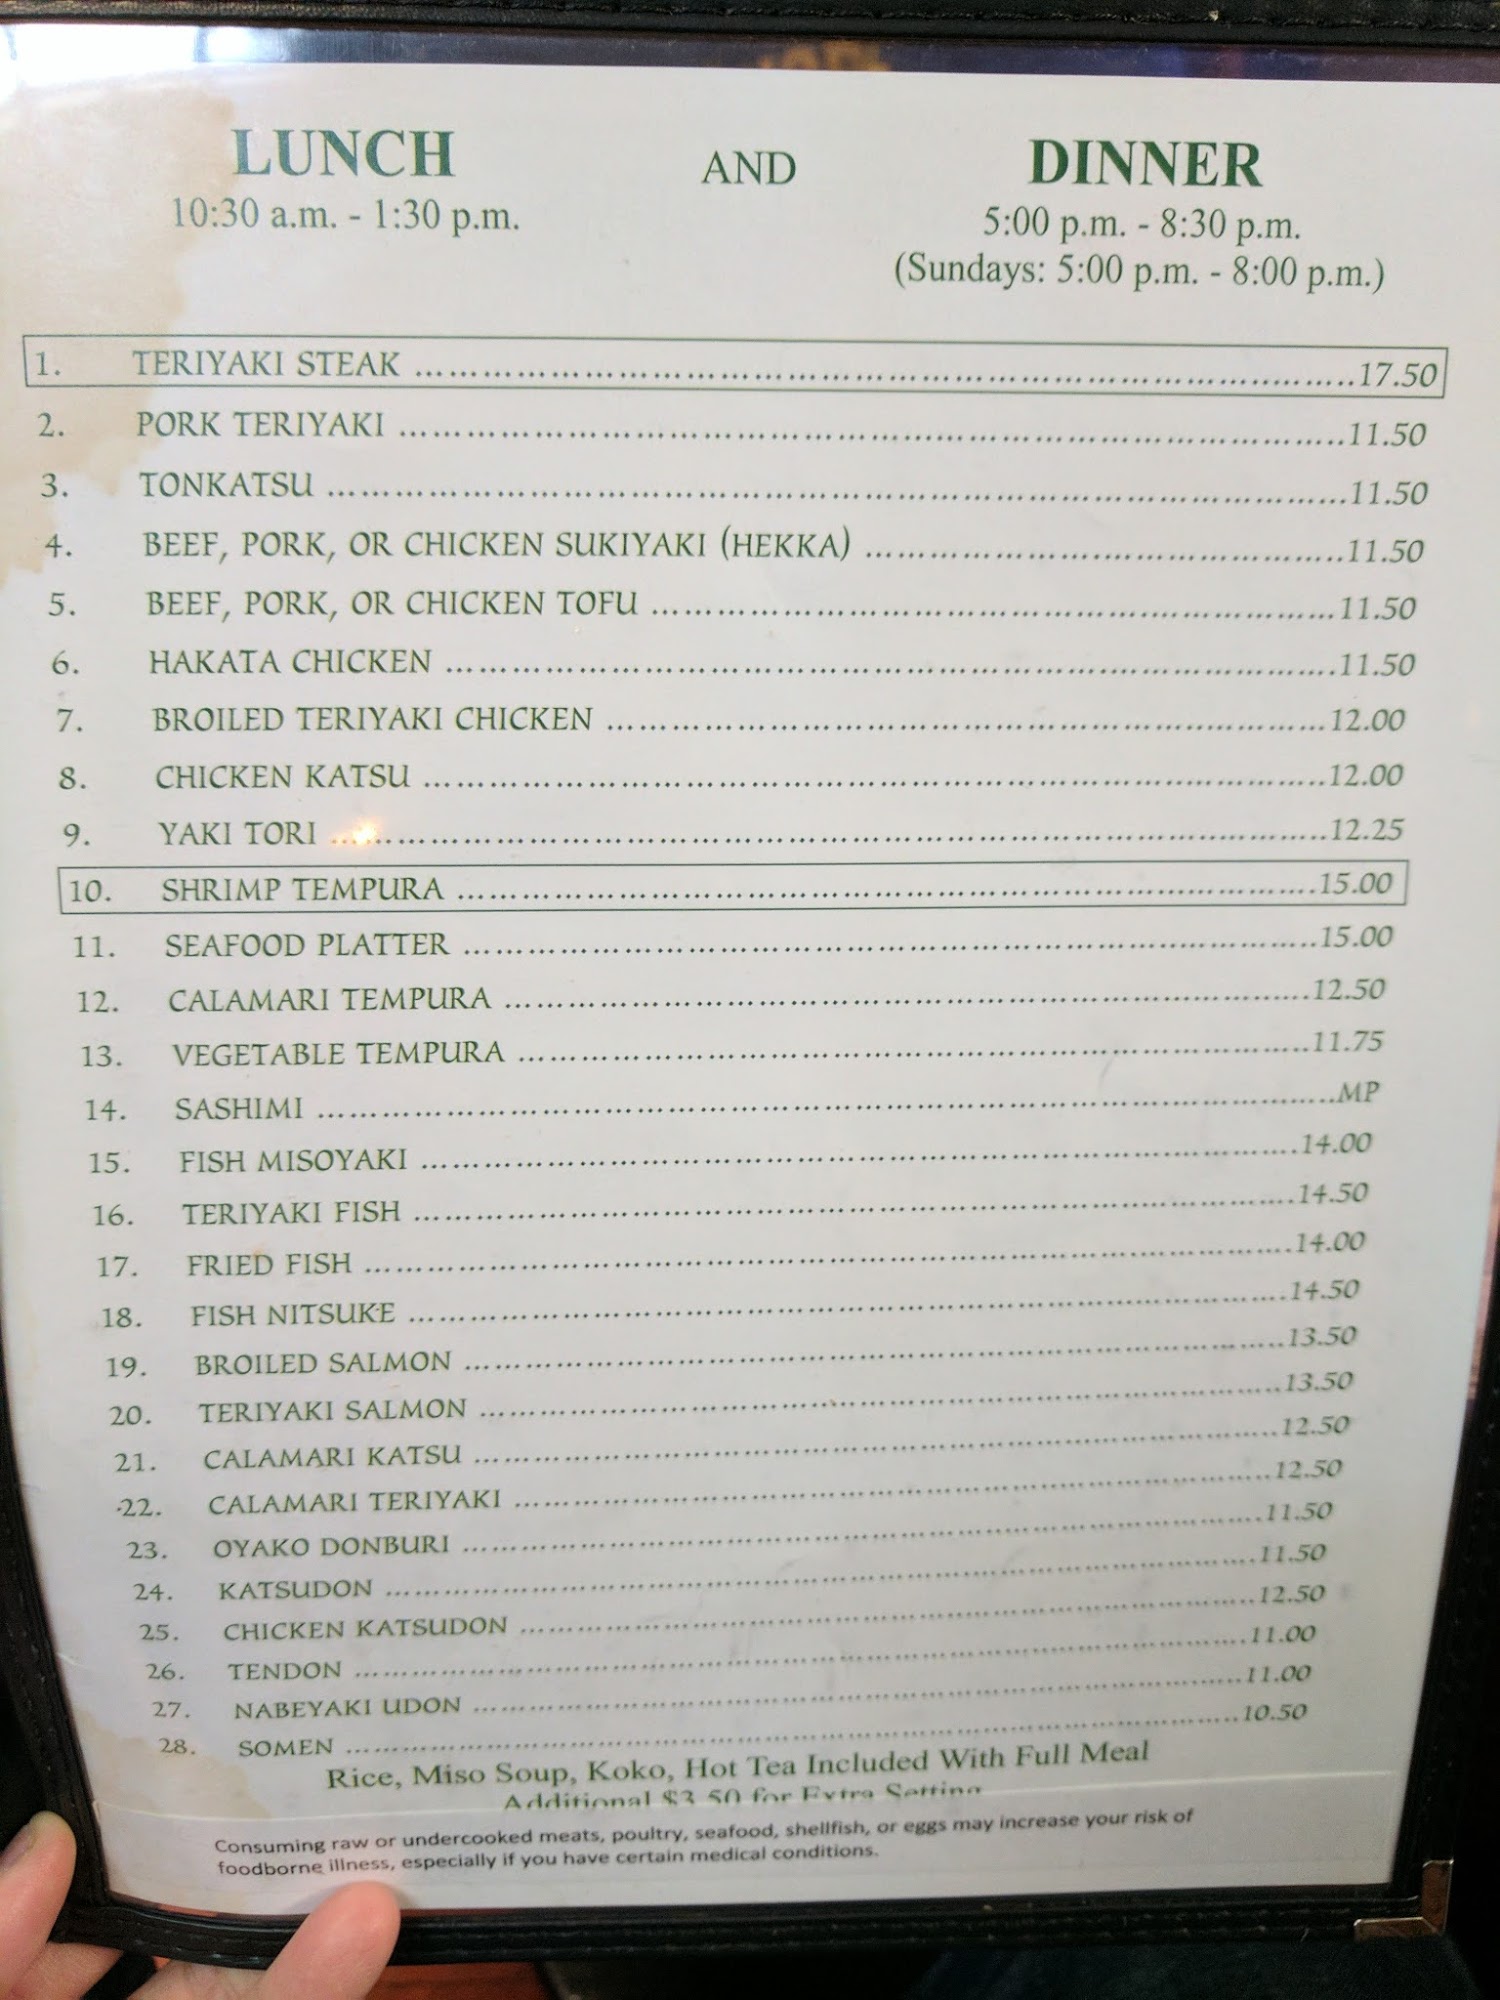 LUNCH AND DINNER
10:30 a.m. - 1:30 p.m. 5:00 p.m. - 8:30 p.m.
(Sundays: 5:00 p.m. - 8:00 p.m.)
1. TERIYAKI STEAK 17.50
2. PORK TERIYAKI 11.50
3. TONKATSU 11.50
4. BEEF, PORK, OR CHICKEN SUKIYAKI (HEKKA) 11.50
5. BEEF, PORK, OR CHICKEN TOFU 11.50
6. HAKATA CHICKEN 11.50
7. BROILED TERIYAKI CHICKEN 12.00
8. CHICKEN KATSU 12.00
9. YAKI TORI 12.25
10. SHRIMP TEMPURA 15.00
11. SEAFOOD PLATTER 15.00
12. CALAMARI TEMPURA 12.50
13. VEGETABLE TEMPURA 11.75
14. SASHIMI MP
15. FISH MISOYAKI 14.00
16. TERIYAKI FISH 14.50
17. FRIED FISH 14.00
18. FISH NITSUKE 14.50
19. BROILED SALMON 13.50
20. TERIYAKI SALMON 13.50
21. CALAMARI KATSU 12.50
22. CALAMARI TERIYAKI 12.50
23. OYAKO DONBURI 11.50
24. KATSUDON 11.50
25. CHICKEN KATSUDON 12.50
26. TENDON 11.00
27. NABEYAKI UDON 11.00
28. SOMEN 10.50
Rice, Miso Soup, Koko, Hot Tea Included With Full Meal
Additional $3.50 for Extra Setting
Consuming raw or undercooked meats, poultry, seafood, shellfish, or eggs may increase your risk of
foodborne illness, especially if you have certain medical conditions.